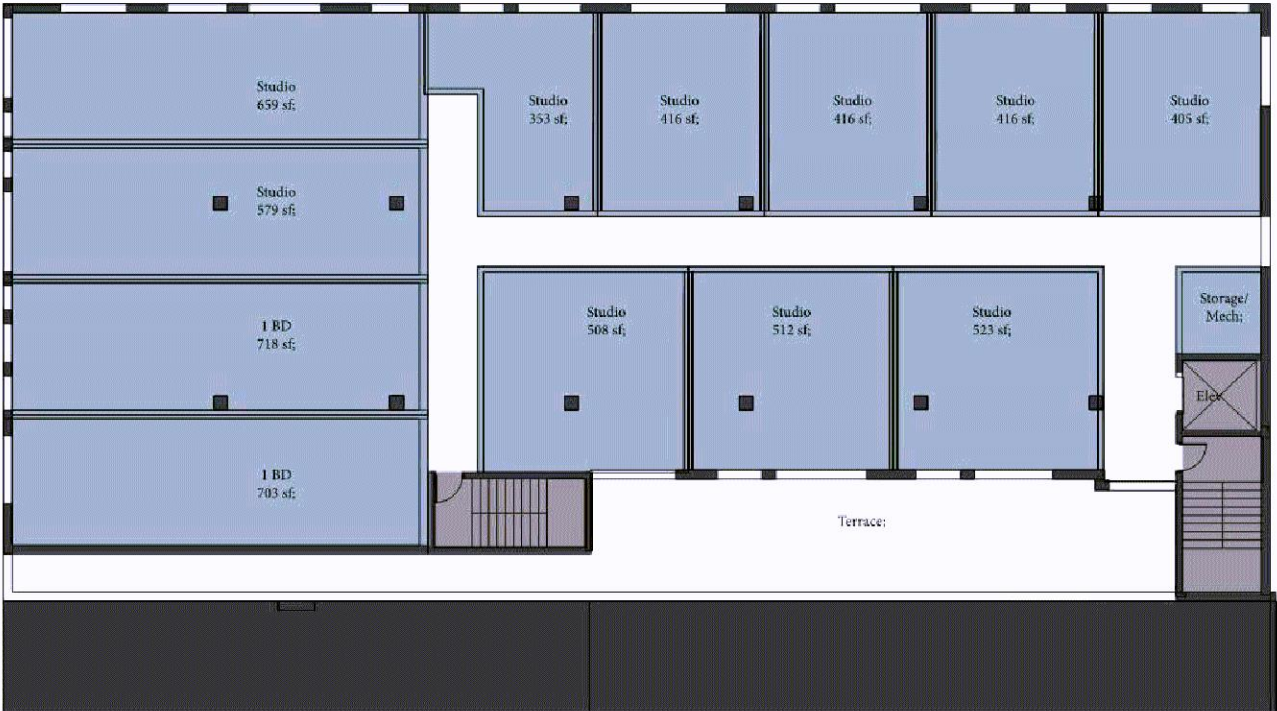 Studio
659 sf;
Studio
353 sf;
Studio
416 sf;
Studio
416 sf;
Studio
416 sf;
Studio
405 sf;
Studio
579 sf;
1 BD
718 sf;
Studio
508 sf;
Studio
512 sf;
Studio
523 sf;
Storage/
Mech;
Elev.
1 BD
703 sf;
Terrace;